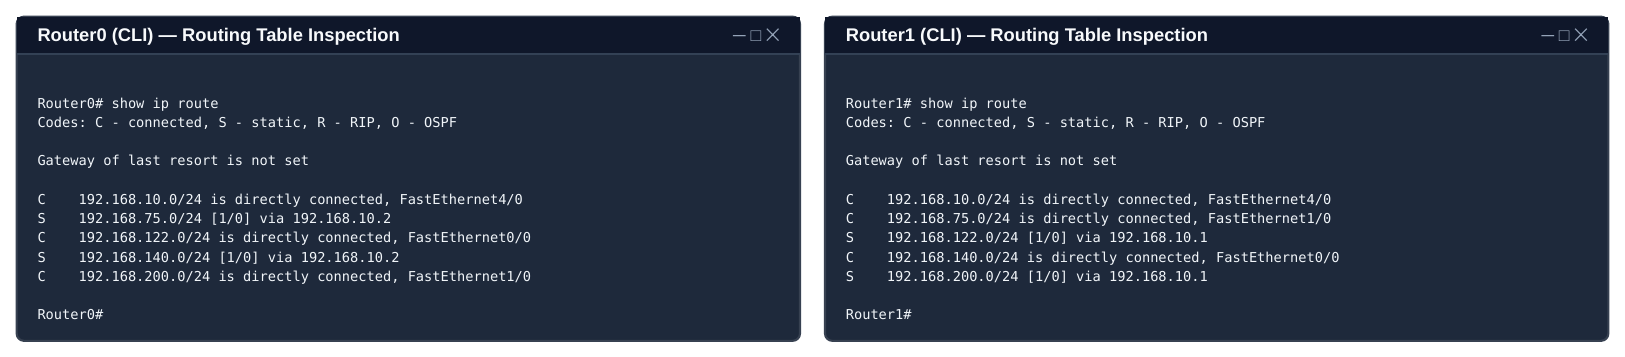 Router0 (CLI) — Routing Table Inspection
Router0# show ip route
Codes: C - connected, S - static, R - RIP, O - OSPF
Gateway of last resort is not set
C    192.168.10.0/24 is directly connected, FastEthernet4/0
S    192.168.75.0/24 [1/0] via 192.168.10.2
C    192.168.122.0/24 is directly connected, FastEthernet0/0
S    192.168.140.0/24 [1/0] via 192.168.10.2
C    192.168.200.0/24 is directly connected, FastEthernet1/0
Router0#
Router1 (CLI) — Routing Table Inspection
Router1# show ip route
Codes: C - connected, S - static, R - RIP, O - OSPF
Gateway of last resort is not set
C    192.168.10.0/24 is directly connected, FastEthernet4/0
C    192.168.75.0/24 is directly connected, FastEthernet1/0
S    192.168.122.0/24 [1/0] via 192.168.10.1
C    192.168.140.0/24 is directly connected, FastEthernet0/0
S    192.168.200.0/24 [1/0] via 192.168.10.1
Router1#